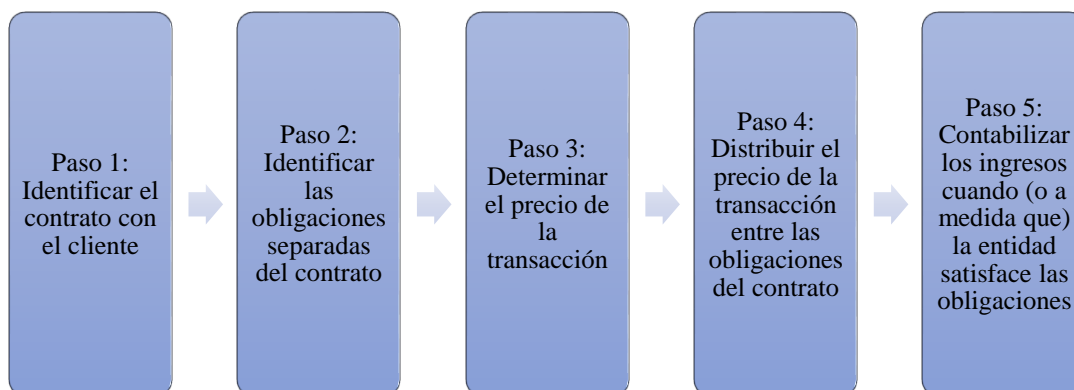 Paso 1:
Identificar el
contrato con
el cliente
Paso 2:
Identificar
las
obligaciones
separadas
del contrato
Paso 3:
Determinar
el precio de
la
transacción
Paso 4:
Distribuir el
precio de la
transacción
entre las
obligaciones
del contrato
Paso 5:
Contabilizar
los ingresos
cuando (o a
medida que)
la entidad
satisface las
obligaciones